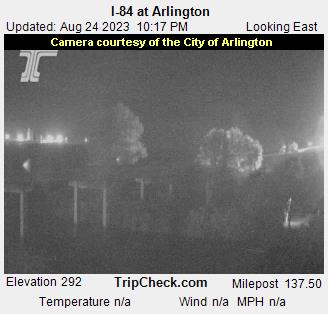 I-84 at Arlington
Updated: Aug 24 2023 10:17 PM Looking East
Camera courtesy of the City of Arlington
Elevation 292 TripCheck.com Milepost 137.50
Temperature n/a Wind n/a MPH n/a